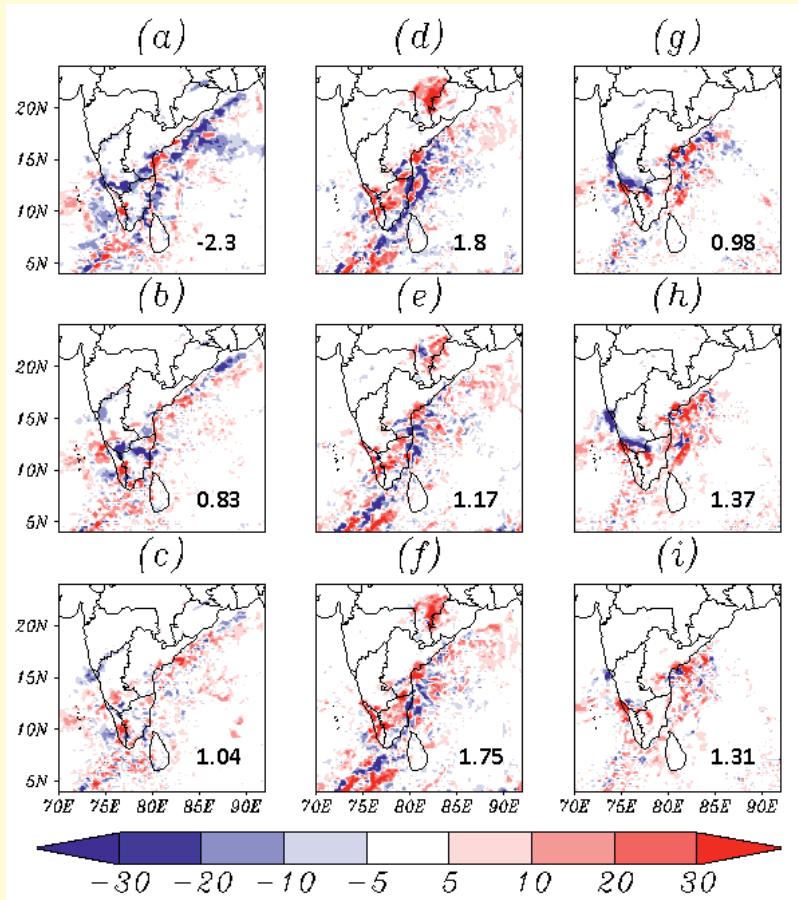 (a) (d) (g)
20N
15N
10N
5N
-2.3 1.8 0.98
(b) (e) (h)
20N
15N
10N
5N
0.83 1.17 1.37
(c) (f) (i)
20N
15N
10N
5N
1.04 1.75 1.31
70E 75E 80E 85E 90E 70E 75E 80E 85E 90E 70E 75E 80E 85E 90E
-30 -20 -10 -5 5 10 20 30